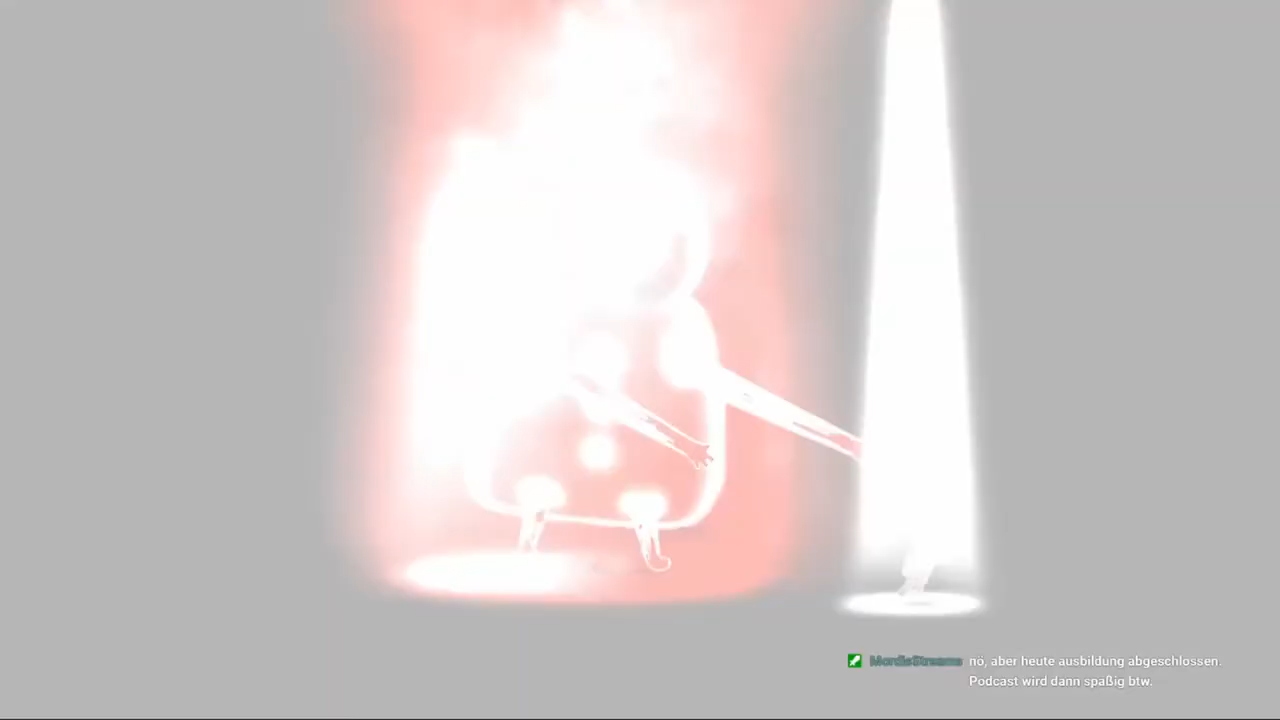 MordisStreams nö, aber heute ausbildung abgeschlossen.
Podcast wird dann spaßig btw.